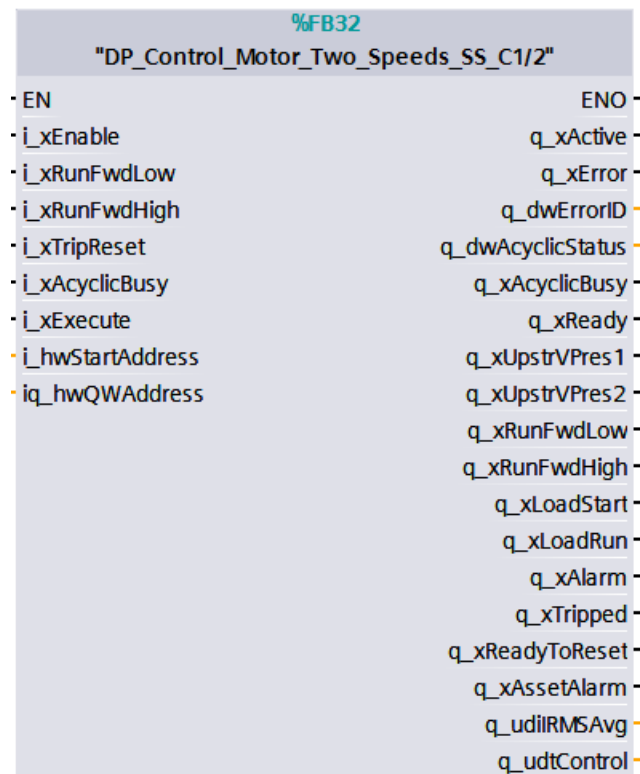 %FB32
"DP_Control_Motor_Two_Speeds_SS_C1/2"
EN ENO
i_xEnable q_xActive
i_xRunFwdLow q_xError
i_xRunFwdHigh q_dwErrorID
i_xTripReset q_dwAcyclicStatus
i_xAcyclicBusy q_xAcyclicBusy
i_xExecute q_xReady
i_hwStartAddress q_xUpstrVPres1
iq_hwQWAddress q_xUpstrVPres2
q_xRunFwdLow
q_xRunFwdHigh
q_xLoadStart
q_xLoadRun
q_xAlarm
q_xTripped
q_xReadyToReset
q_xAssetAlarm
q_udiIRMSAvg
q_udtControl